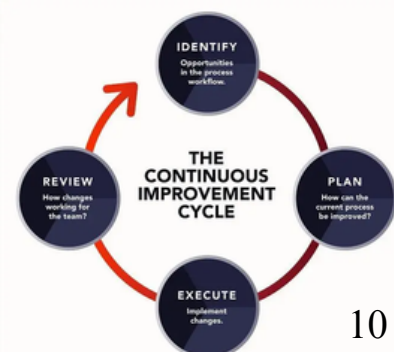 IDENTIFY
Opportunities
in the process
workflow.
THE
CONTINUOUS
IMPROVEMENT
CYCLE
REVIEW
How changes
working for
the team?
PLAN
How can the
current process
be improved?
EXECUTE
Implement
changes.
10